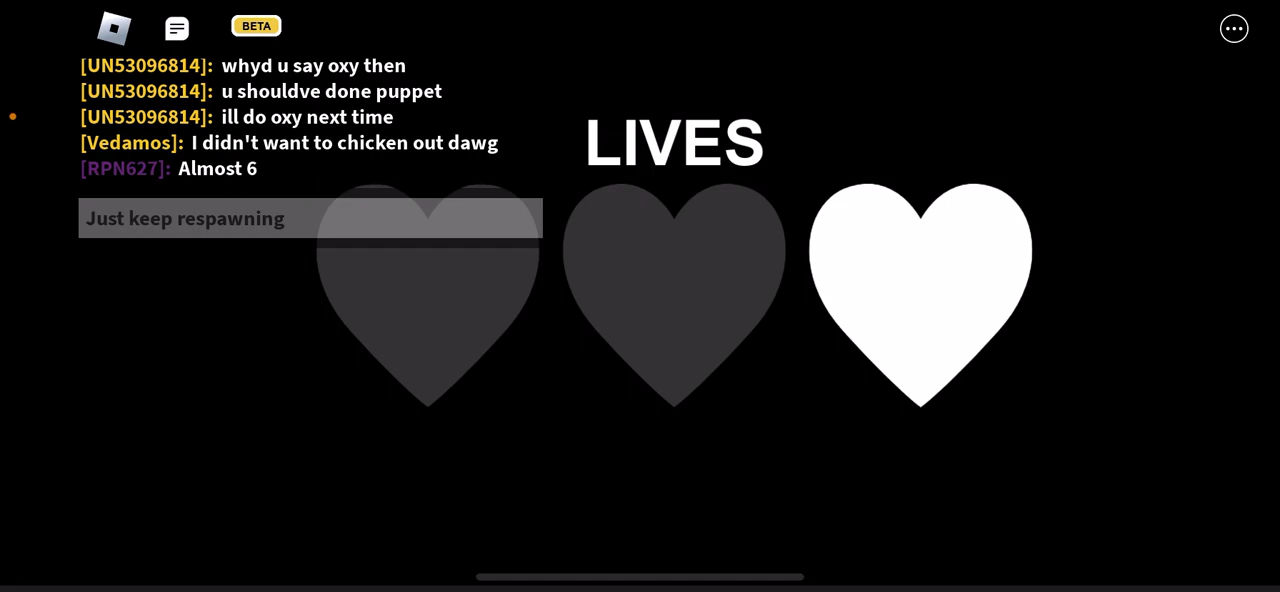 BETA
[UN53096814]: whyd u say oxy then
[UN53096814]: u shouldve done puppet
[UN53096814]: ill do oxy next time
[Vedamos]: I didn't want to chicken out dawg
[RPN627]: Almost 6
Just keep respawning
LIVES